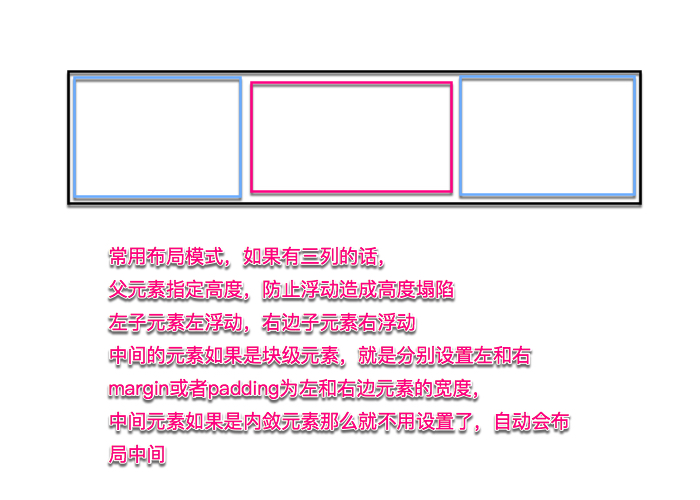 常用布局模式，如果有三列的话，
父元素指定高度，防止浮动造成高度塌陷
左子元素左浮动，右边子元素右浮动
中间的元素如果是块级元素，就是分别设置左和右
margin或者padding为左和右边元素的宽度，
中间元素如果是内敛元素那么就不用设置了，自动会布
局中间